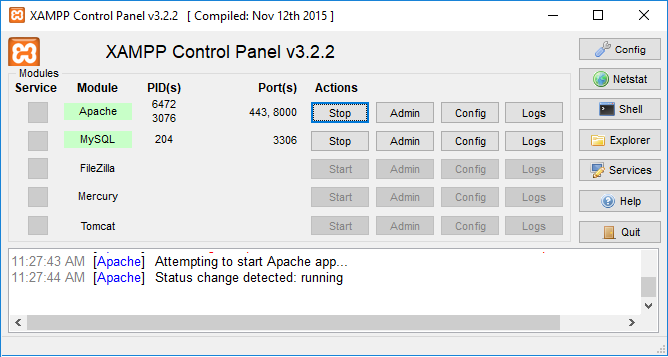 XAMPP Control Panel v3.2.2 [ Compiled: Nov 12th 2015 ]
XAMPP Control Panel v3.2.2
Config
Modules
Service Module PID(s) Port(s) Actions
Netstat
Apache 6472 3076 443, 8000 Stop Admin Config Logs
Shell
MySQL 204 3306 Stop Admin Config Logs
Explorer
FileZilla Start Admin Config Logs
Services
Mercury Start Admin Config Logs
Help
Tomcat Start Admin Config Logs
Quit
11:27:43 AM [Apache] Attempting to start Apache app...
11:27:44 AM [Apache] Status change detected: running